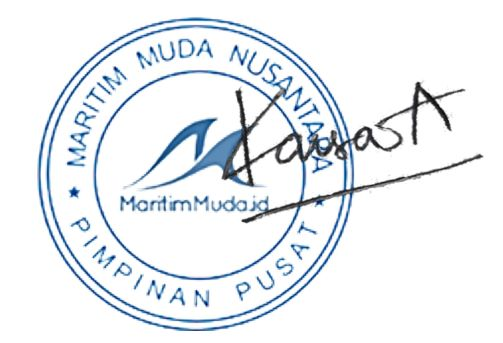 MARITIM MUDA NUSANTARA
MaritimMuda.id
★ PIMPINAN PUSAT ★